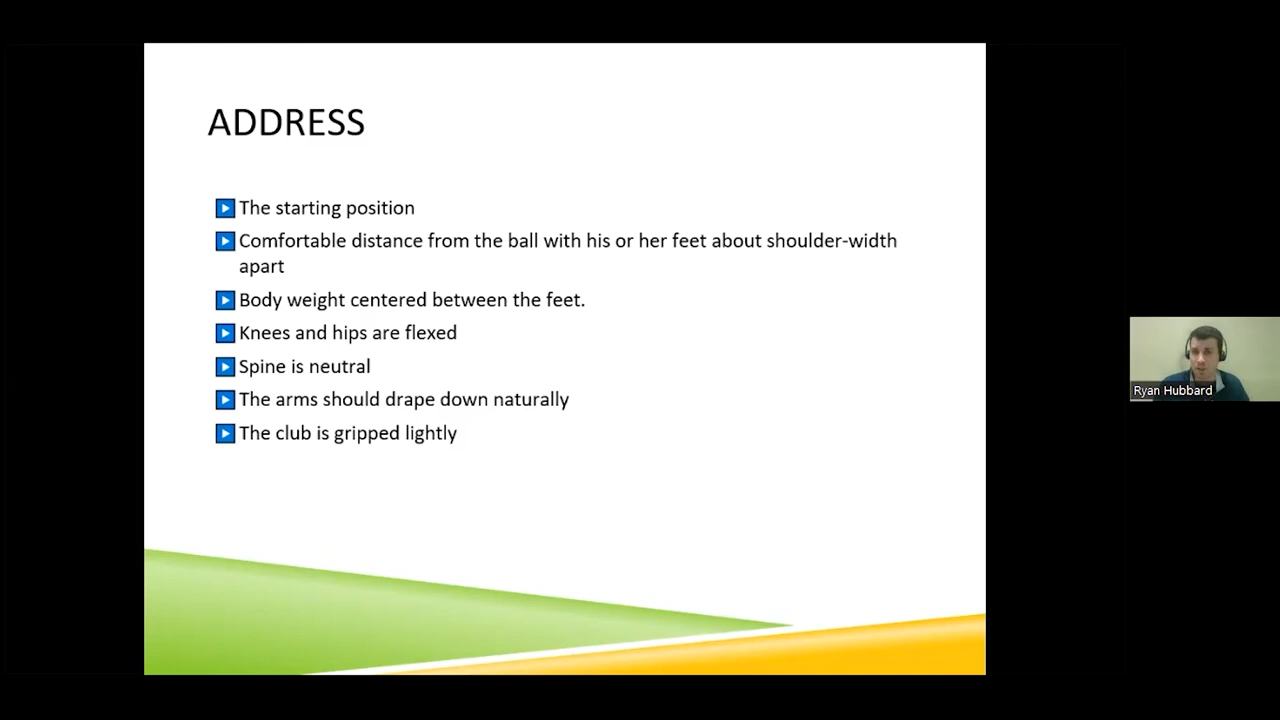 ADDRESS
The starting position
Comfortable distance from the ball with his or her feet about shoulder-width
apart
Body weight centered between the feet.
Knees and hips are flexed
Spine is neutral
The arms should drape down naturally
The club is gripped lightly
Ryan Hubbard